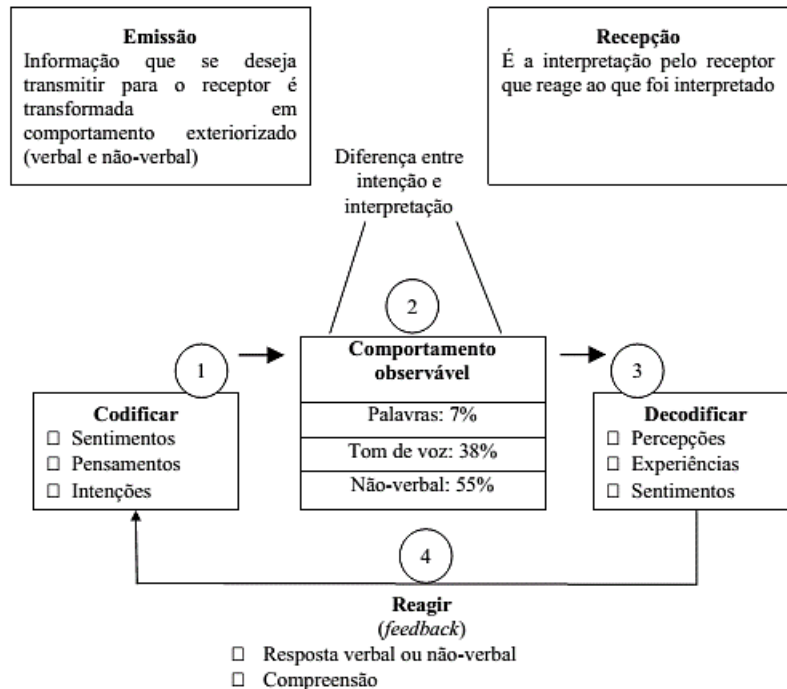 Emissão
Informação que se deseja
transmitir para o receptor é
transformada em
comportamento exteriorizado
(verbal e não-verbal)
Recepção
É a interpretação pelo receptor
que reage ao que foi interpretado
Diferença entre
intenção e
interpretação
1
Codificar
☐ Sentimentos
☐ Pensamentos
☐ Intenções
2
Comportamento
observável
Palavras: 7%
Tom de voz: 38%
Não-verbal: 55%
3
Decodificar
☐ Percepções
☐ Experiências
☐ Sentimentos
4
Reagir
(feedback)
☐ Resposta verbal ou não-verbal
☐ Compreensão